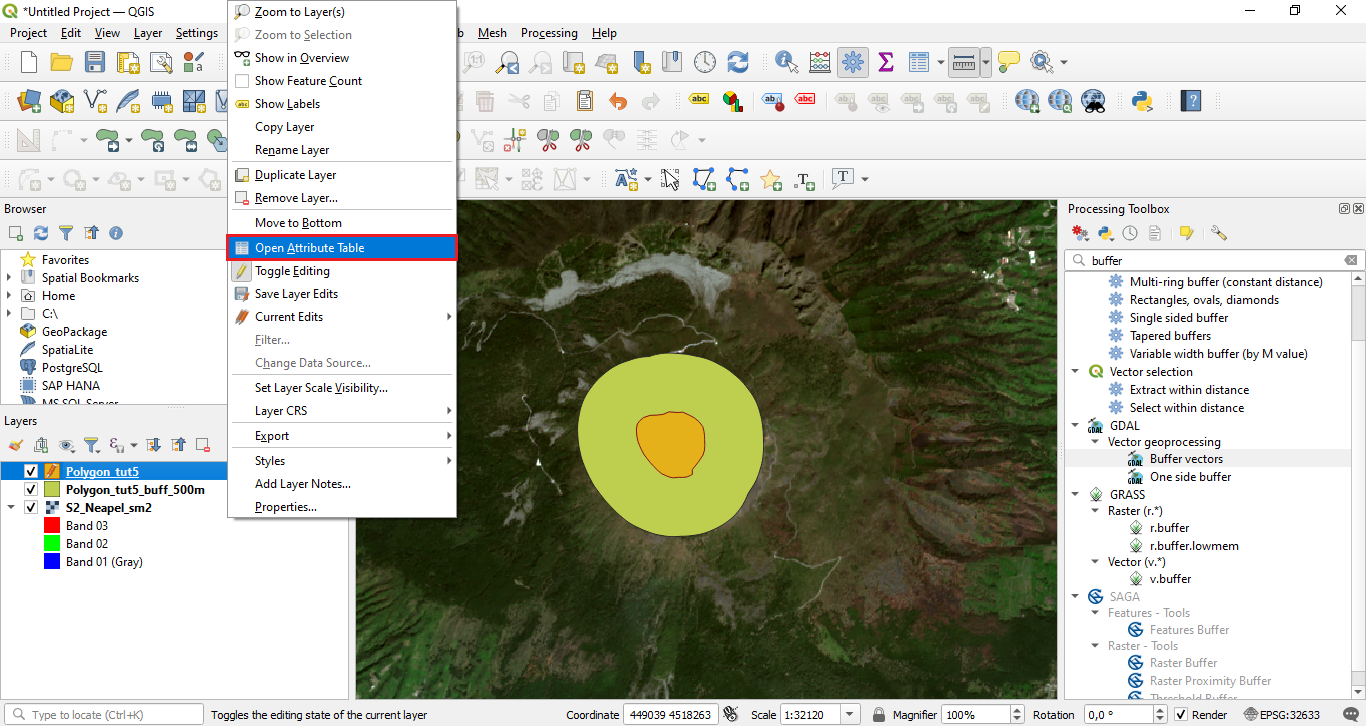 *Untitled Project — QGIS
Project Edit View Layer Settings
Mesh Processing Help
Zoom to Layer(s)
Zoom to Selection
Show in Overview
Show Feature Count
Show Labels
Copy Layer
Rename Layer
Duplicate Layer
Remove Layer...
Move to Bottom
Open Attribute Table
Toggle Editing
Save Layer Edits
Current Edits
Filter...
Change Data Source...
Set Layer Scale Visibility...
Layer CRS
Export
Styles
Add Layer Notes...
Properties...
abc
abc
abc
Browser
Favorites
Spatial Bookmarks
Home
C:\
GeoPackage
SpatiaLite
PostgreSQL
SAP HANA
MS SQL Server
Layers
Polygon_tut5
Polygon_tut5_buff_500m
S2_Neapel_sm2
Band 03
Band 02
Band 01 (Gray)
Processing Toolbox
buffer
Multi-ring buffer (constant distance)
Rectangles, ovals, diamonds
Single sided buffer
Tapered buffers
Variable width buffer (by M value)
Vector selection
Extract within distance
Select within distance
GDAL
Vector geoprocessing
Buffer vectors
One side buffer
GRASS
Raster (r.*)
r.buffer
r.buffer.lowmem
Vector (v.*)
v.buffer
SAGA
Features - Tools
Features Buffer
Raster - Tools
Raster Buffer
Raster Proximity Buffer
Threshold Buffer
Type to locate (Ctrl+K) Toggles the editing state of the current layer Coordinate 449039 4518263 Scale 1:32120 Magnifier 100% Rotation 0,0 ° Render EPSG:32633